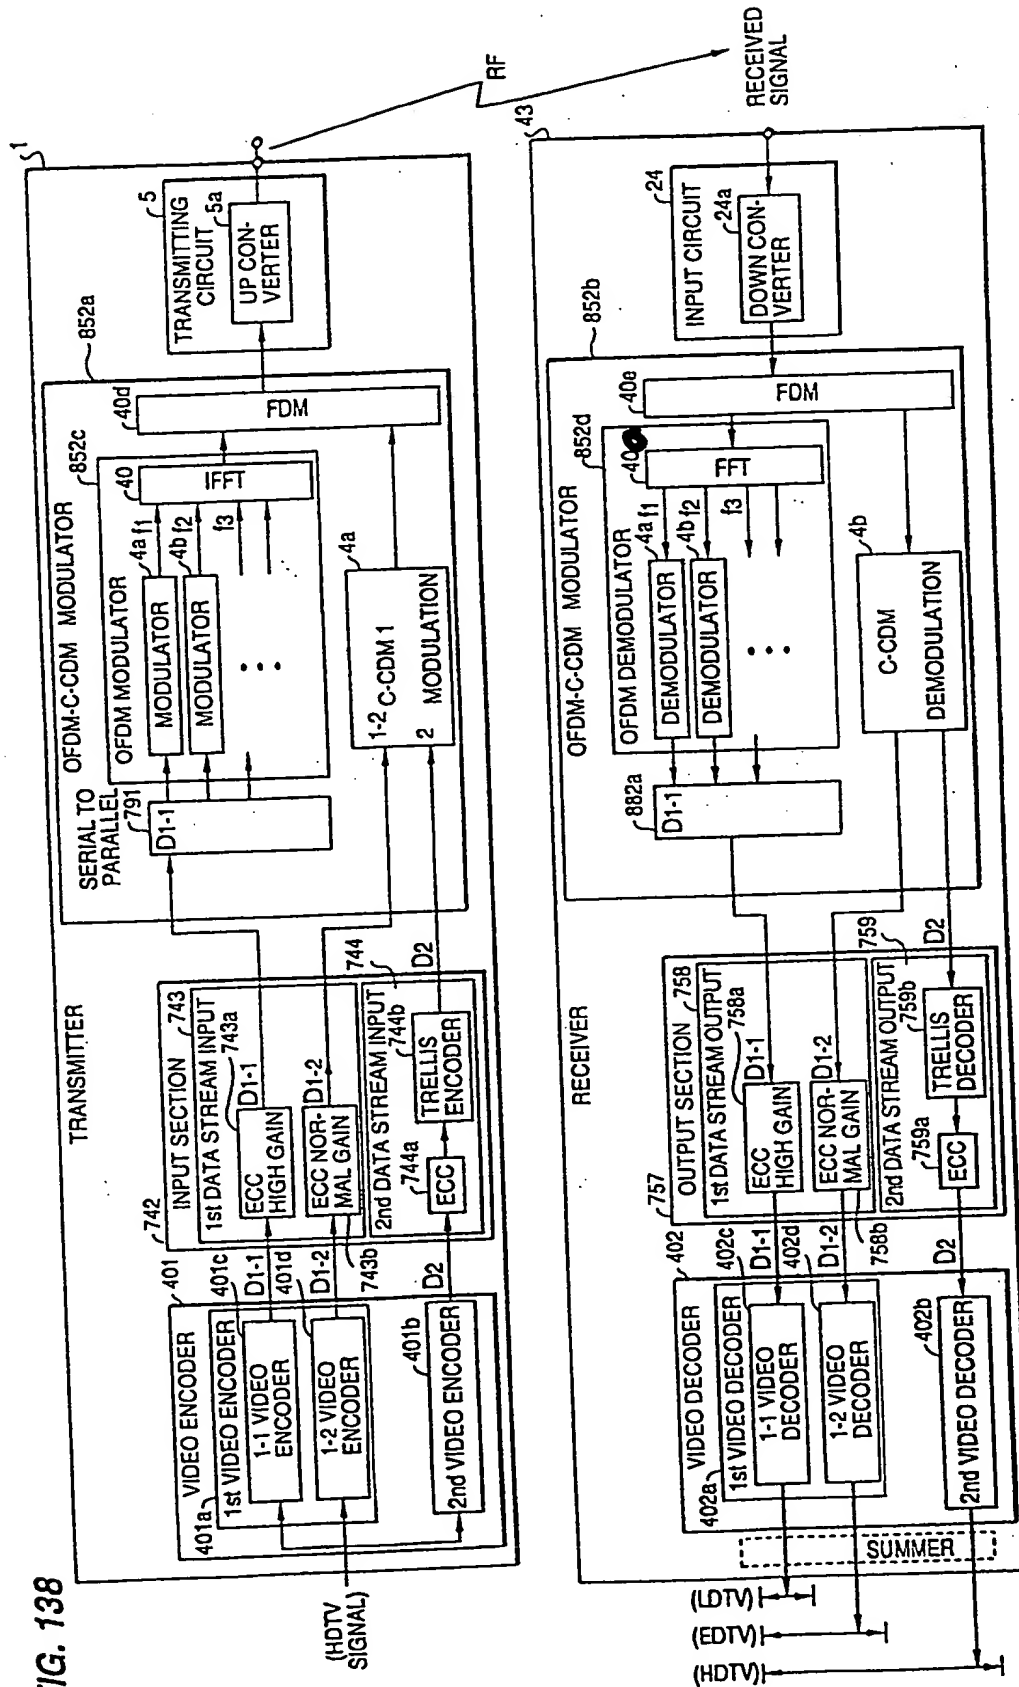 FIG. 138
TRANSMITTER
1
(HDTV
SIGNAL)
401
VIDEO ENCODER
401a
1st VIDEO ENCODER
401c
1-1 VIDEO
ENCODER
401d
1-2 VIDEO
ENCODER
401b
2nd VIDEO ENCODER
D1-1
D1-2
D2
742
INPUT SECTION
743
1st DATA STREAM INPUT
743a
ECC
HIGH GAIN
D1-1
ECC NOR-
MAL GAIN
D1-2
743b
744
2nd DATA STREAM INPUT
744a
ECC
744b
TRELLIS
ENCODER
D2
SERIAL TO
PARALLEL
791
D1-1
852a
OFDM-C-CDM MODULATOR
852c
OFDM MODULATOR
MODULATOR
4a
f1
MODULATOR
4b
f2
f3
40
IFFT
40d
FDM
4a
1-2
C-CDM 1
2
MODULATION
5
TRANSMITTING
CIRCUIT
5a
UP CON-
VERTER
RF
RECEIVED
SIGNAL
RECEIVER
43
24
INPUT CIRCUIT
24a
DOWN CON-
VERTER
852b
OFDM-C-CDM MODULATOR
40e
FDM
852d
OFDM DEMODULATOR
40
FFT
DEMODULATOR
4a
f1
DEMODULATOR
4b
f2
f3
4b
C-CDM
DEMODULATION
882a
D1-1
757
OUTPUT SECTION
758
1st DATA STREAM OUTPUT
758a
ECC
HIGH GAIN
D1-1
ECC NOR-
MAL GAIN
D1-2
758b
759
2nd DATA STREAM OUTPUT
759a
ECC
759b
TRELLIS
DECODER
D2
D1-1
D1-2
D2
402
VIDEO DECODER
402a
1st VIDEO DECODER
402c
1-1 VIDEO
DECODER
402d
1-2 VIDEO
DECODER
402b
2nd VIDEO DECODER
SUMMER
(LDTV)
(EDTV)
(HDTV)